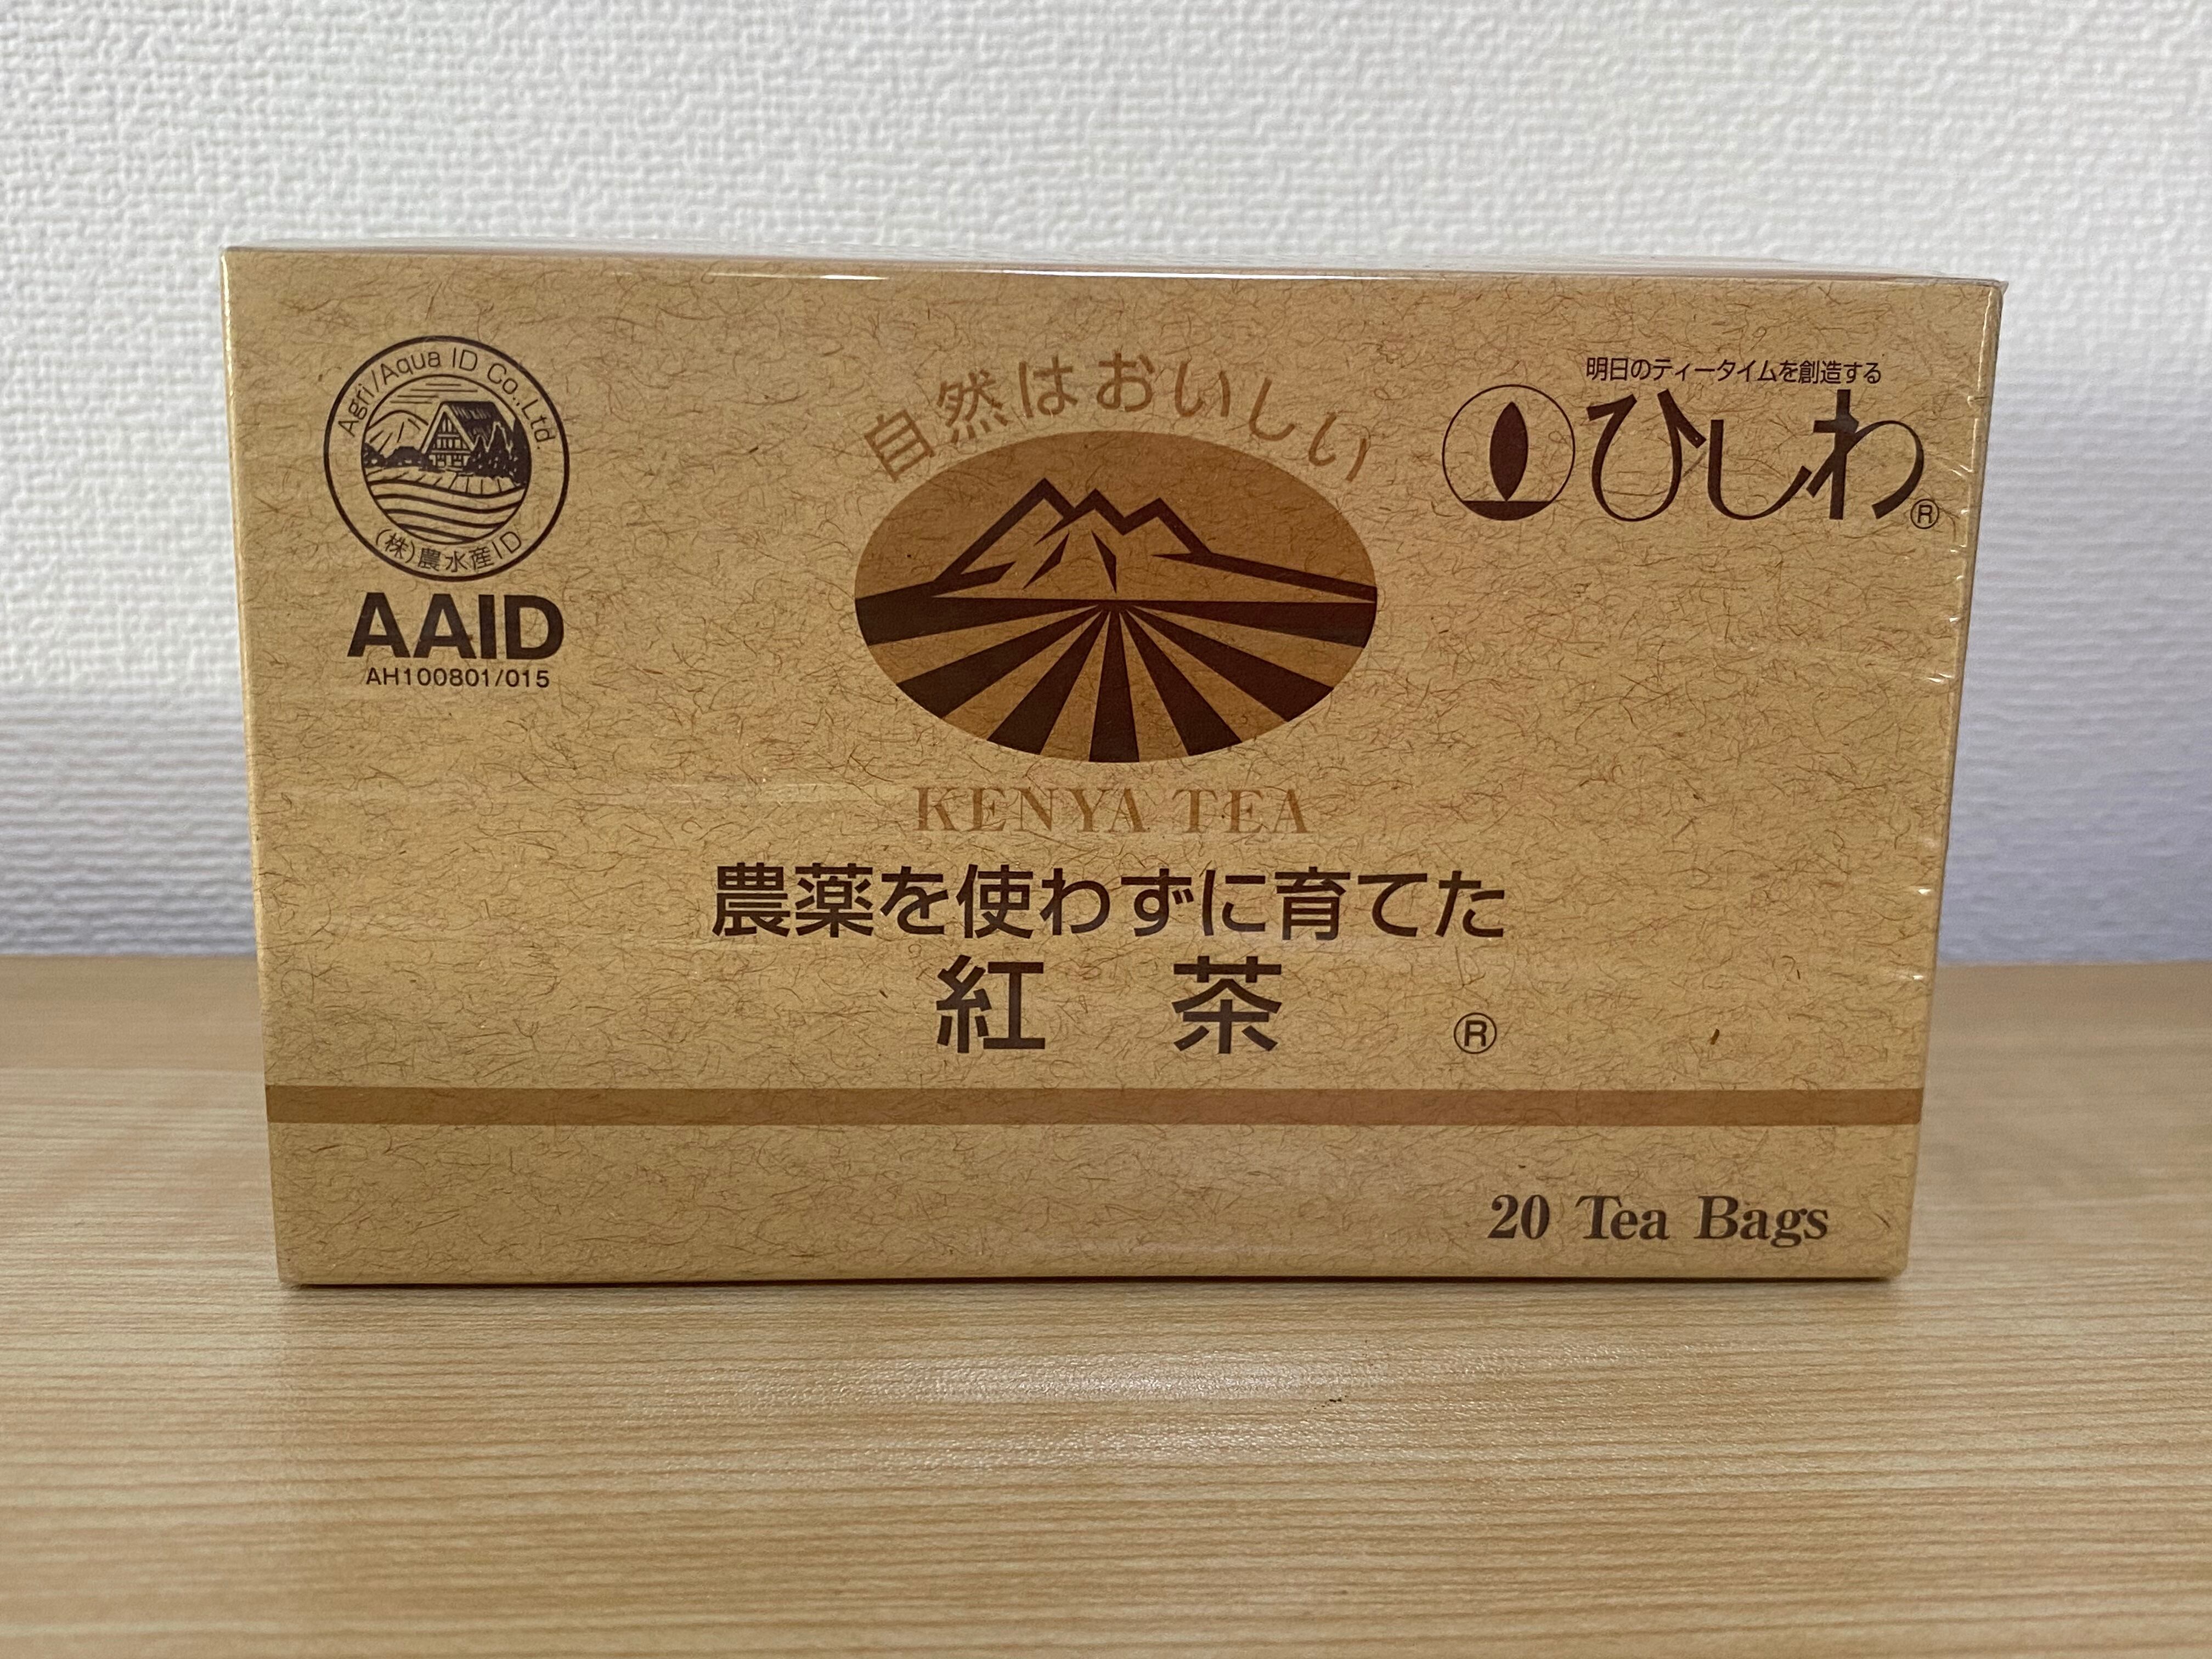 Agri/Aqua ID Co.,Ltd.
(株)農水産ID
AAID
AH100801/015
自然はおいしい
明日のティータイムを創造する
ひしわ®
KENYA TEA
農薬を使わずに育てた
紅茶®
20 Tea Bags